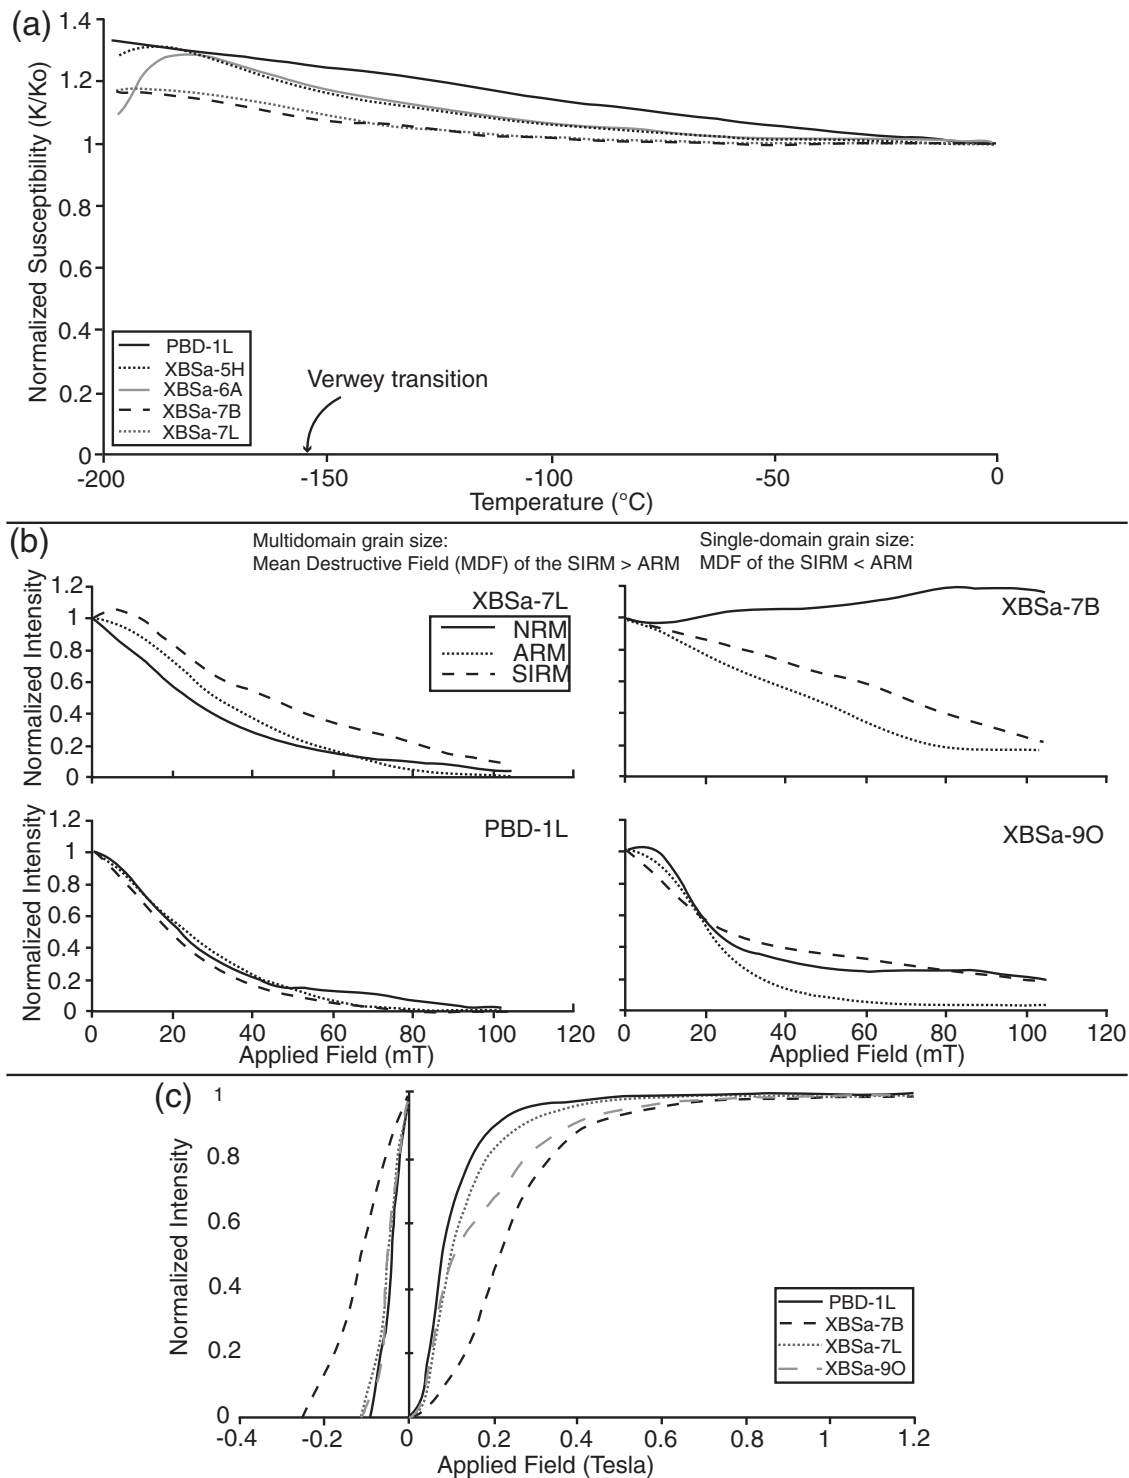 (a)
Normalized Susceptibility (K/Ko)
1.4
1.2
1
0.8
0.6
0.4
0.2
0
PBD-1L
XBSa-5H
XBSa-6A
XBSa-7B
XBSa-7L
Verwey transition
-200
-150
-100
-50
0
Temperature (°C)
(b)
Multidomain grain size:
Mean Destructive Field (MDF) of the SIRM > ARM
Single-domain grain size:
MDF of the SIRM < ARM
Normalized Intensity
1.2
1
0.8
0.6
0.4
0.2
0
XBSa-7L
NRM
ARM
SIRM
XBSa-7B
Normalized Intensity
1.2
1
0.8
0.6
0.4
0.2
0
PBD-1L
0 20 40 60 80 100 120
Applied Field (mT)
XBSa-9O
0 20 40 60 80 100 120
Applied Field (mT)
(c)
Normalized Intensity
1
0.8
0.6
0.4
0.2
0
PBD-1L
XBSa-7B
XBSa-7L
XBSa-9O
-0.4 -0.2 0 0.2 0.4 0.6 0.8 1 1.2
Applied Field (Tesla)